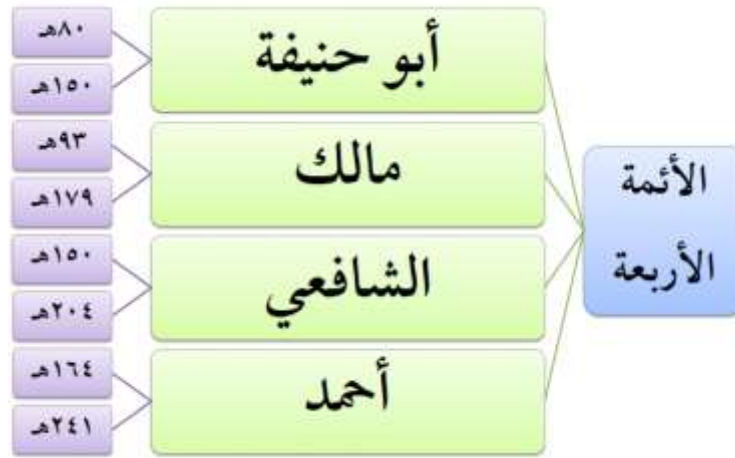 الأئمة
الأربعة
أبو حنيفة
٨٠هـ
١٥٠هـ
مالك
٩٣هـ
١٧٩هـ
الشافعي
١٥٠هـ
٢٠٤هـ
أحمد
١٦٤هـ
٢٤١هـ